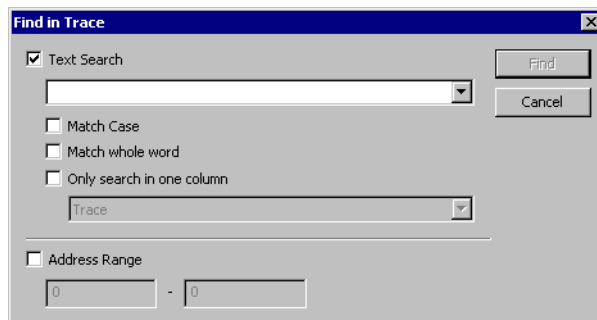 Find in Trace
Text Search
Find
Cancel
Match Case
Match whole word
Only search in one column
Trace
Address Range
0 - 0